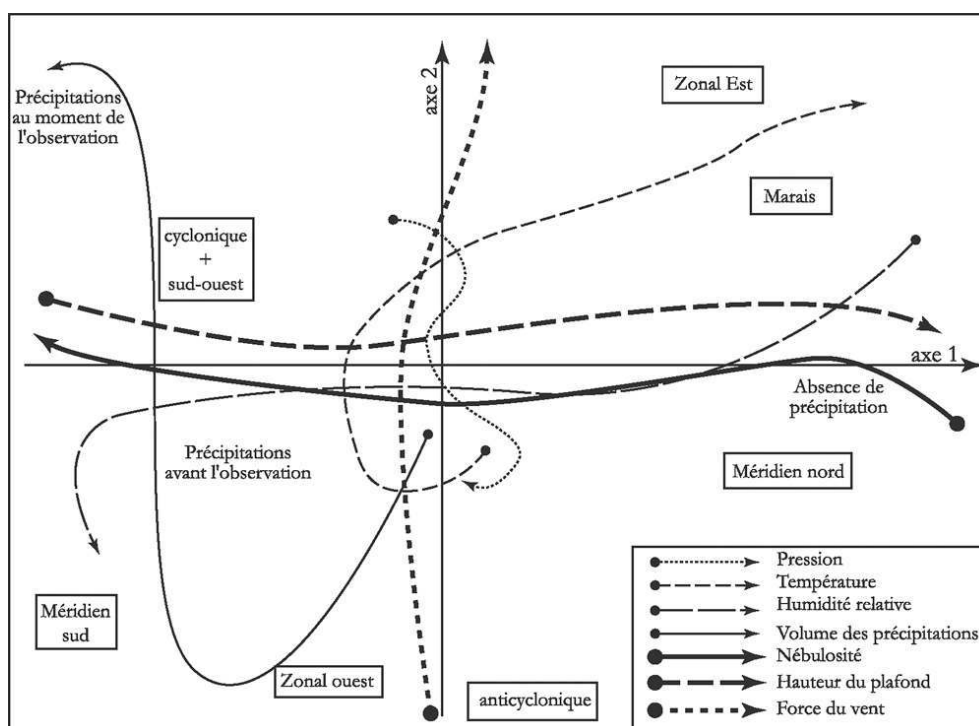 Précipitations
au moment de
l'observation
axe 2
Zonal Est
Marais
cyclonique
+
sud-ouest
axe 1
Absence de
précipitation
Précipitations
avant l'observation
Méridien nord
Méridien
sud
Zonal ouest
anticyclonique
Pression
Température
Humidité relative
Volume des précipitations
Nébulosité
Hauteur du plafond
Force du vent